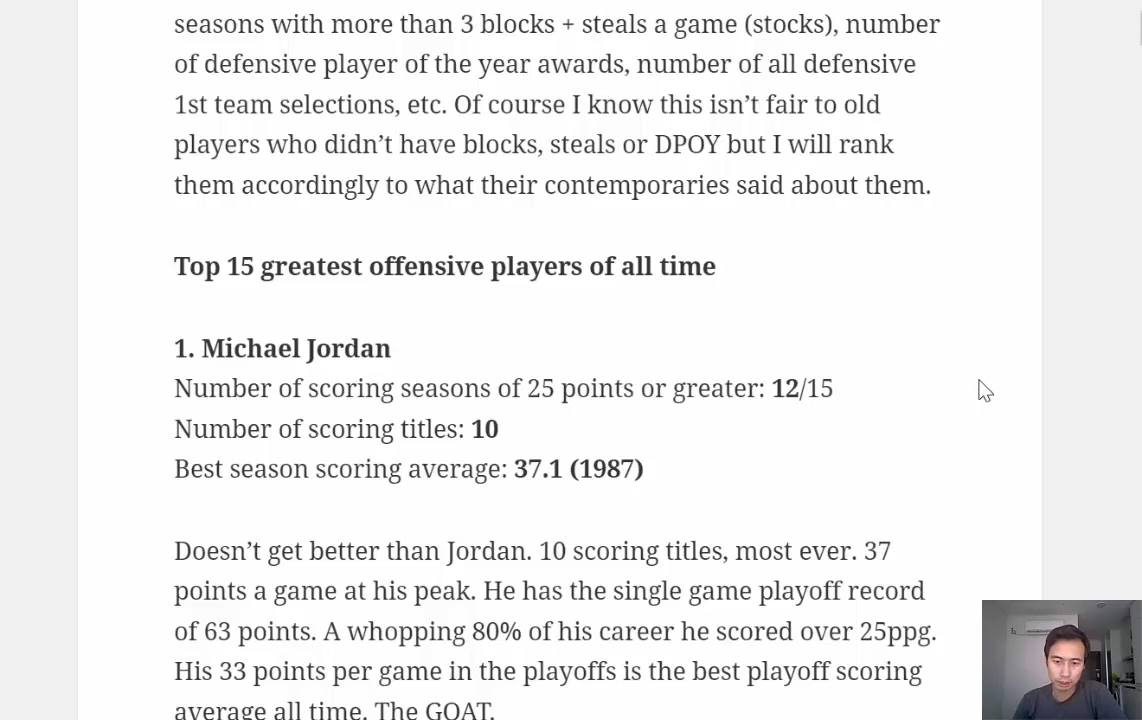 seasons with more than 3 blocks + steals a game (stocks), number
of defensive player of the year awards, number of all defensive
1st team selections, etc. Of course I know this isn’t fair to old
players who didn’t have blocks, steals or DPOY but I will rank
them accordingly to what their contemporaries said about them.
Top 15 greatest offensive players of all time
1. Michael Jordan
Number of scoring seasons of 25 points or greater: 12/15
Number of scoring titles: 10
Best season scoring average: 37.1 (1987)
Doesn’t get better than Jordan. 10 scoring titles, most ever. 37
points a game at his peak. He has the single game playoff record
of 63 points. A whopping 80% of his career he scored over 25ppg.
His 33 points per game in the playoffs is the best playoff scoring
average all time. The GOAT.